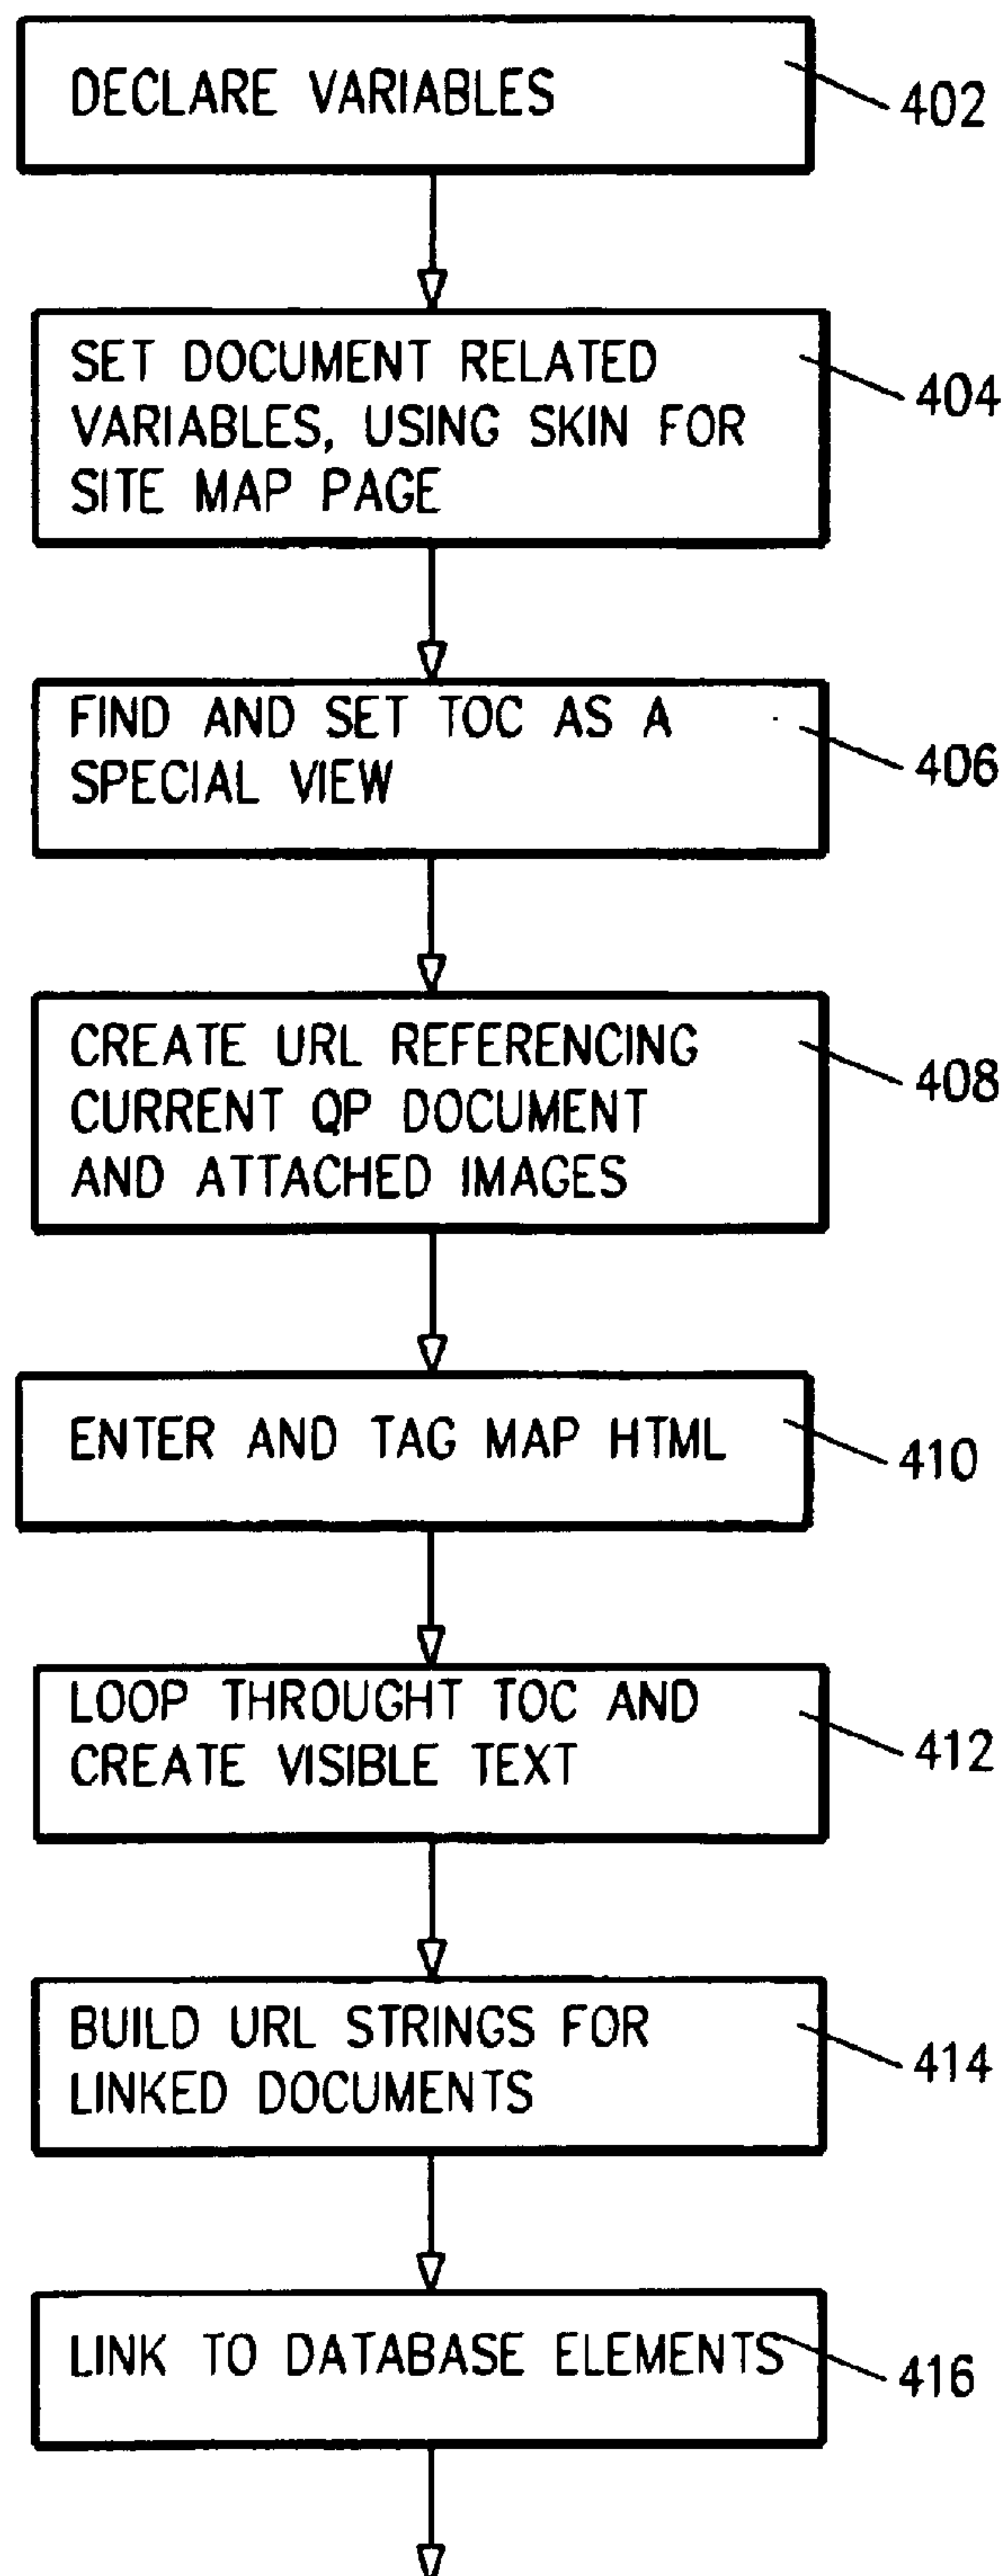 DECLARE VARIABLES
402
SET DOCUMENT RELATED
VARIABLES, USING SKIN FOR
SITE MAP PAGE
404
FIND AND SET TOC AS A
SPECIAL VIEW
406
CREATE URL REFERENCING
CURRENT QP DOCUMENT
AND ATTACHED IMAGES
408
ENTER AND TAG MAP HTML
410
LOOP THROUGHT TOC AND
CREATE VISIBLE TEXT
412
BUILD URL STRINGS FOR
LINKED DOCUMENTS
414
LINK TO DATABASE ELEMENTS
416